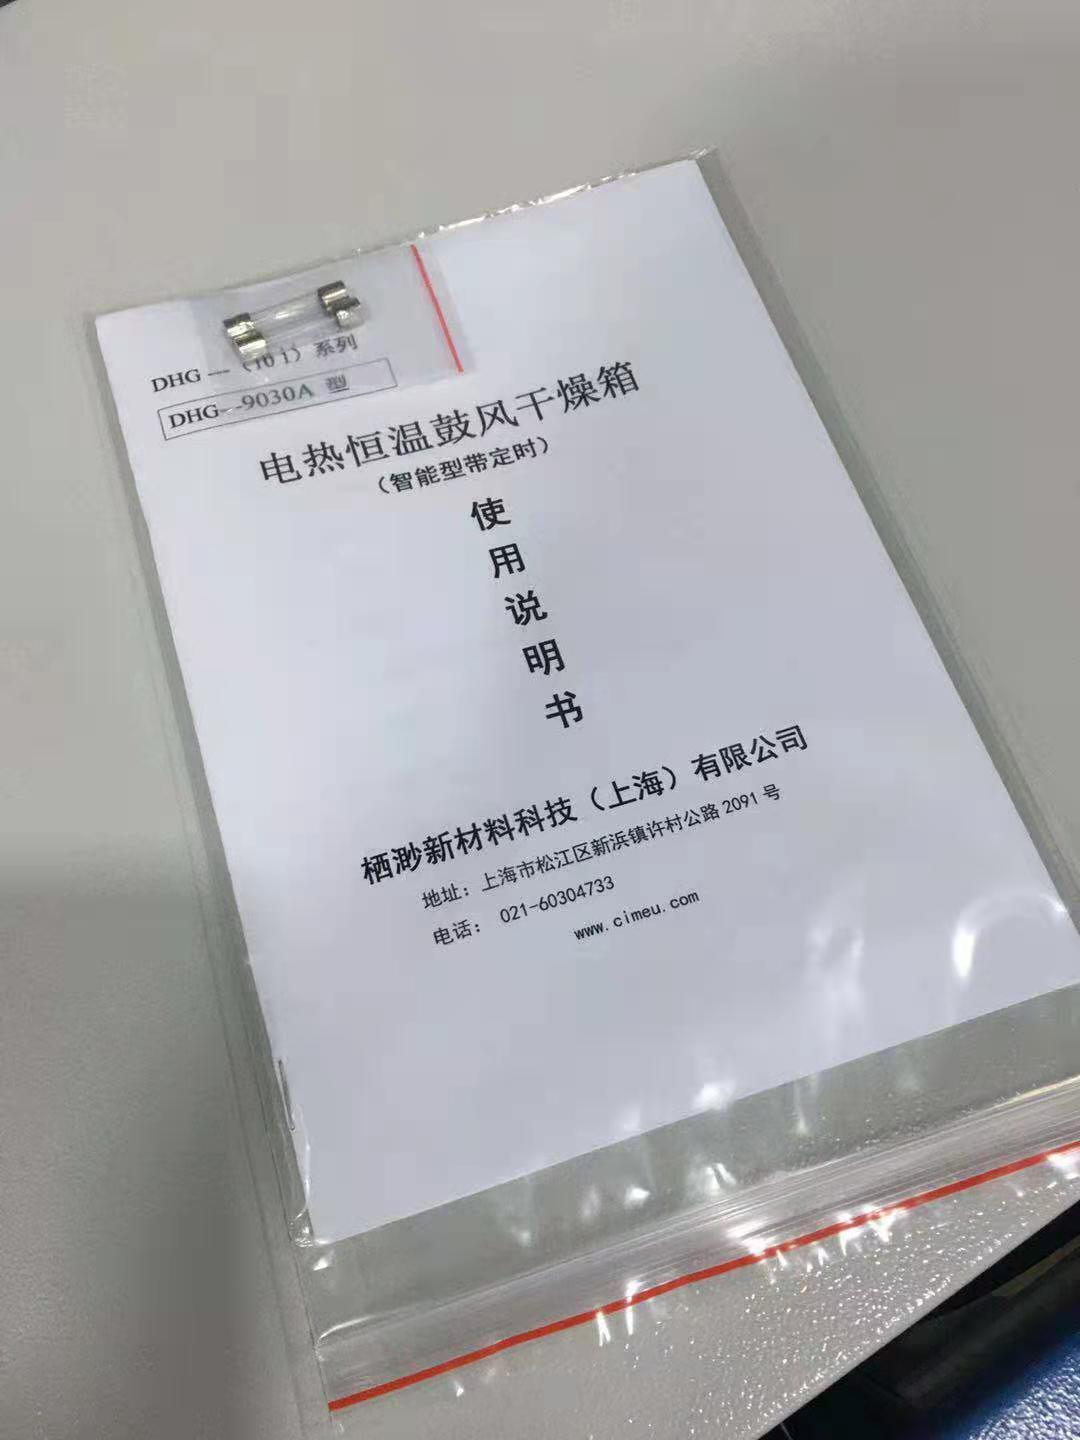 DHG —（101）系列
DHG--9030A 型
电热恒温鼓风干燥箱
（智能型带定时）
使
用
说
明
书
栖渺新材料科技（上海）有限公司
地址：上海市松江区新浜镇许村公路 2091 号
电话： 021-60304733
www.cimeu.com